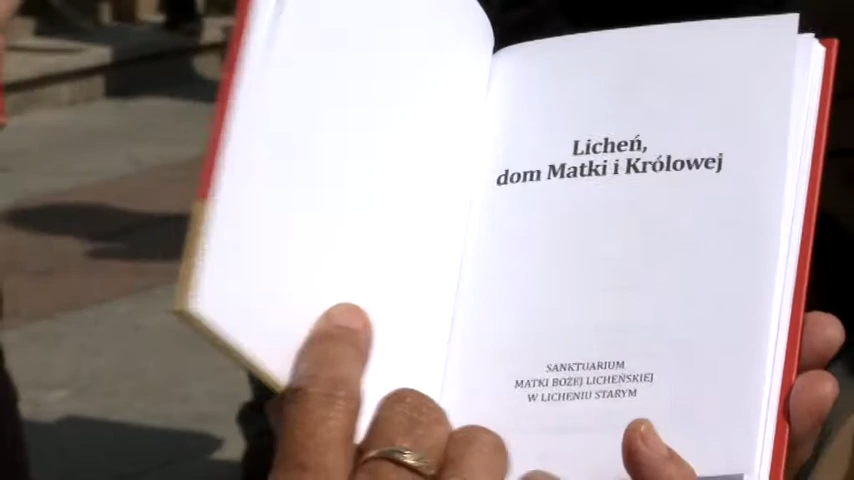 Licheń,
dom Matki i Królowej
SANKTUARIUM
MATKI BOŻEJ LICHEŃSKIEJ
W LICHENIU STARYM